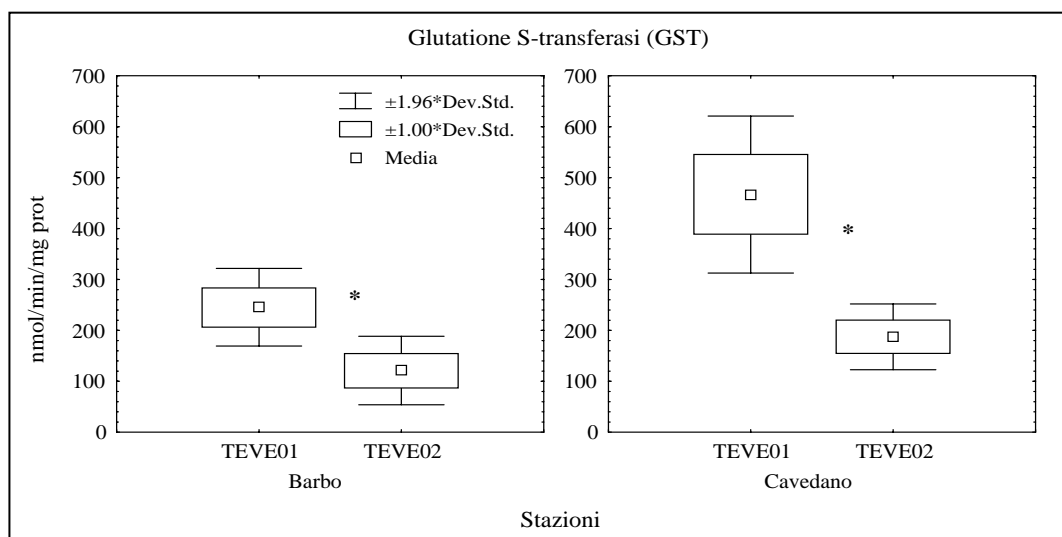 Glutatione S-transferasi (GST)
nmol/min/mg prot
700
600
500
400
300
200
100
0
±1.96*Dev.Std.
±1.00*Dev.Std.
Media
*
TEVE01 TEVE02
Barbo
700
600
500
400
300
200
100
0
*
TEVE01 TEVE02
Cavedano
Stazioni